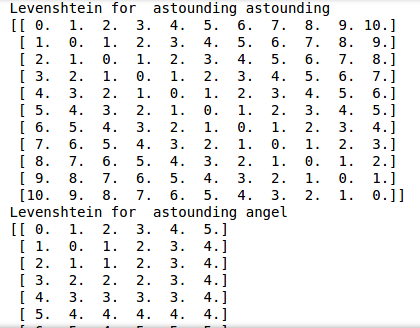 Levenshtein for  astounding astounding
[[ 0.  1.  2.  3.  4.  5.  6.  7.  8.  9. 10.]
 [ 1.  0.  1.  2.  3.  4.  5.  6.  7.  8.  9.]
 [ 2.  1.  0.  1.  2.  3.  4.  5.  6.  7.  8.]
 [ 3.  2.  1.  0.  1.  2.  3.  4.  5.  6.  7.]
 [ 4.  3.  2.  1.  0.  1.  2.  3.  4.  5.  6.]
 [ 5.  4.  3.  2.  1.  0.  1.  2.  3.  4.  5.]
 [ 6.  5.  4.  3.  2.  1.  0.  1.  2.  3.  4.]
 [ 7.  6.  5.  4.  3.  2.  1.  0.  1.  2.  3.]
 [ 8.  7.  6.  5.  4.  3.  2.  1.  0.  1.  2.]
 [ 9.  8.  7.  6.  5.  4.  3.  2.  1.  0.  1.]
 [10.  9.  8.  7.  6.  5.  4.  3.  2.  1.  0.]]
Levenshtein for  astounding angel
[[ 0.  1.  2.  3.  4.  5.]
 [ 1.  0.  1.  2.  3.  4.]
 [ 2.  1.  1.  2.  3.  4.]
 [ 3.  2.  2.  2.  3.  4.]
 [ 4.  3.  3.  3.  3.  4.]
 [ 5.  4.  4.  4.  4.  4.]